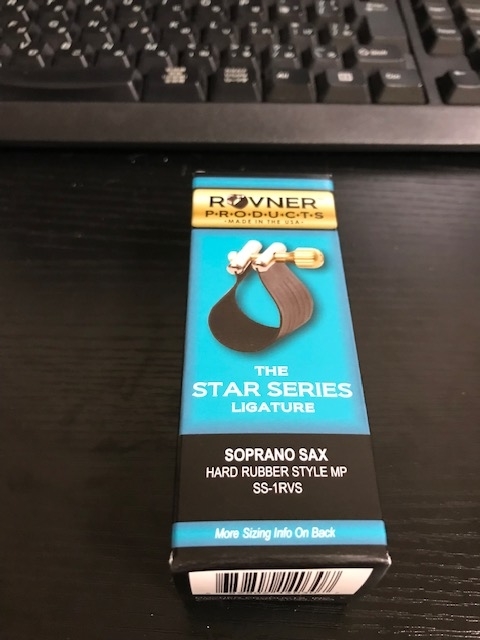 ROVNER
P•R•O•D•U•C•T•S
-MADE IN THE USA-
THE
STAR SERIES
LIGATURE
SOPRANO SAX
HARD RUBBER STYLE MP
SS-1RVS
More Sizing Info On Back